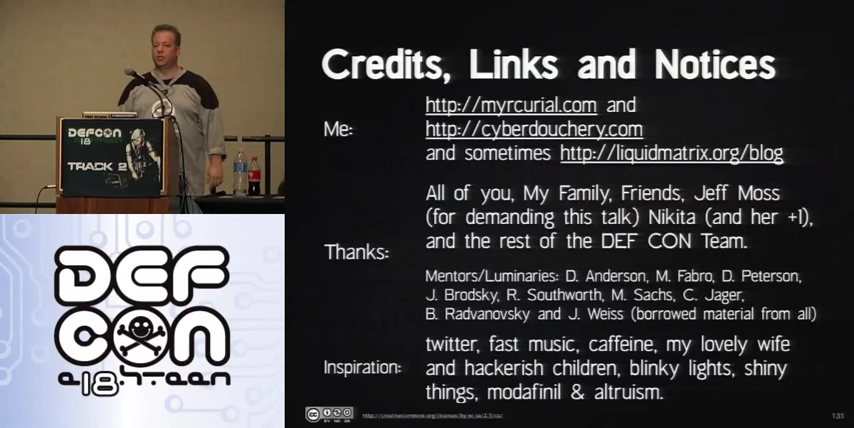 DEFCON
18
TRACK 2
DEF
CON
Credits, Links and Notices
Me:
http://myrcurial.com and
http://cyberdouchery.com
and sometimes http://liquidmatrix.org/blog
Thanks:
All of you, My Family, Friends, Jeff Moss
(for demanding this talk) Nikita (and her +1),
and the rest of the DEF CON Team.
Mentors/Luminaries: D. Anderson, M. Fabro, D. Peterson,
J. Brodsky, R. Southworth, M. Sachs, C. Jager,
B. Radvanovsky and J. Weiss (borrowed material from all)
Inspiration:
twitter, fast music, caffeine, my lovely wife
and hackerish children, blinky lights, shiny
things, modafinil & altruism.
BY NC SA
131